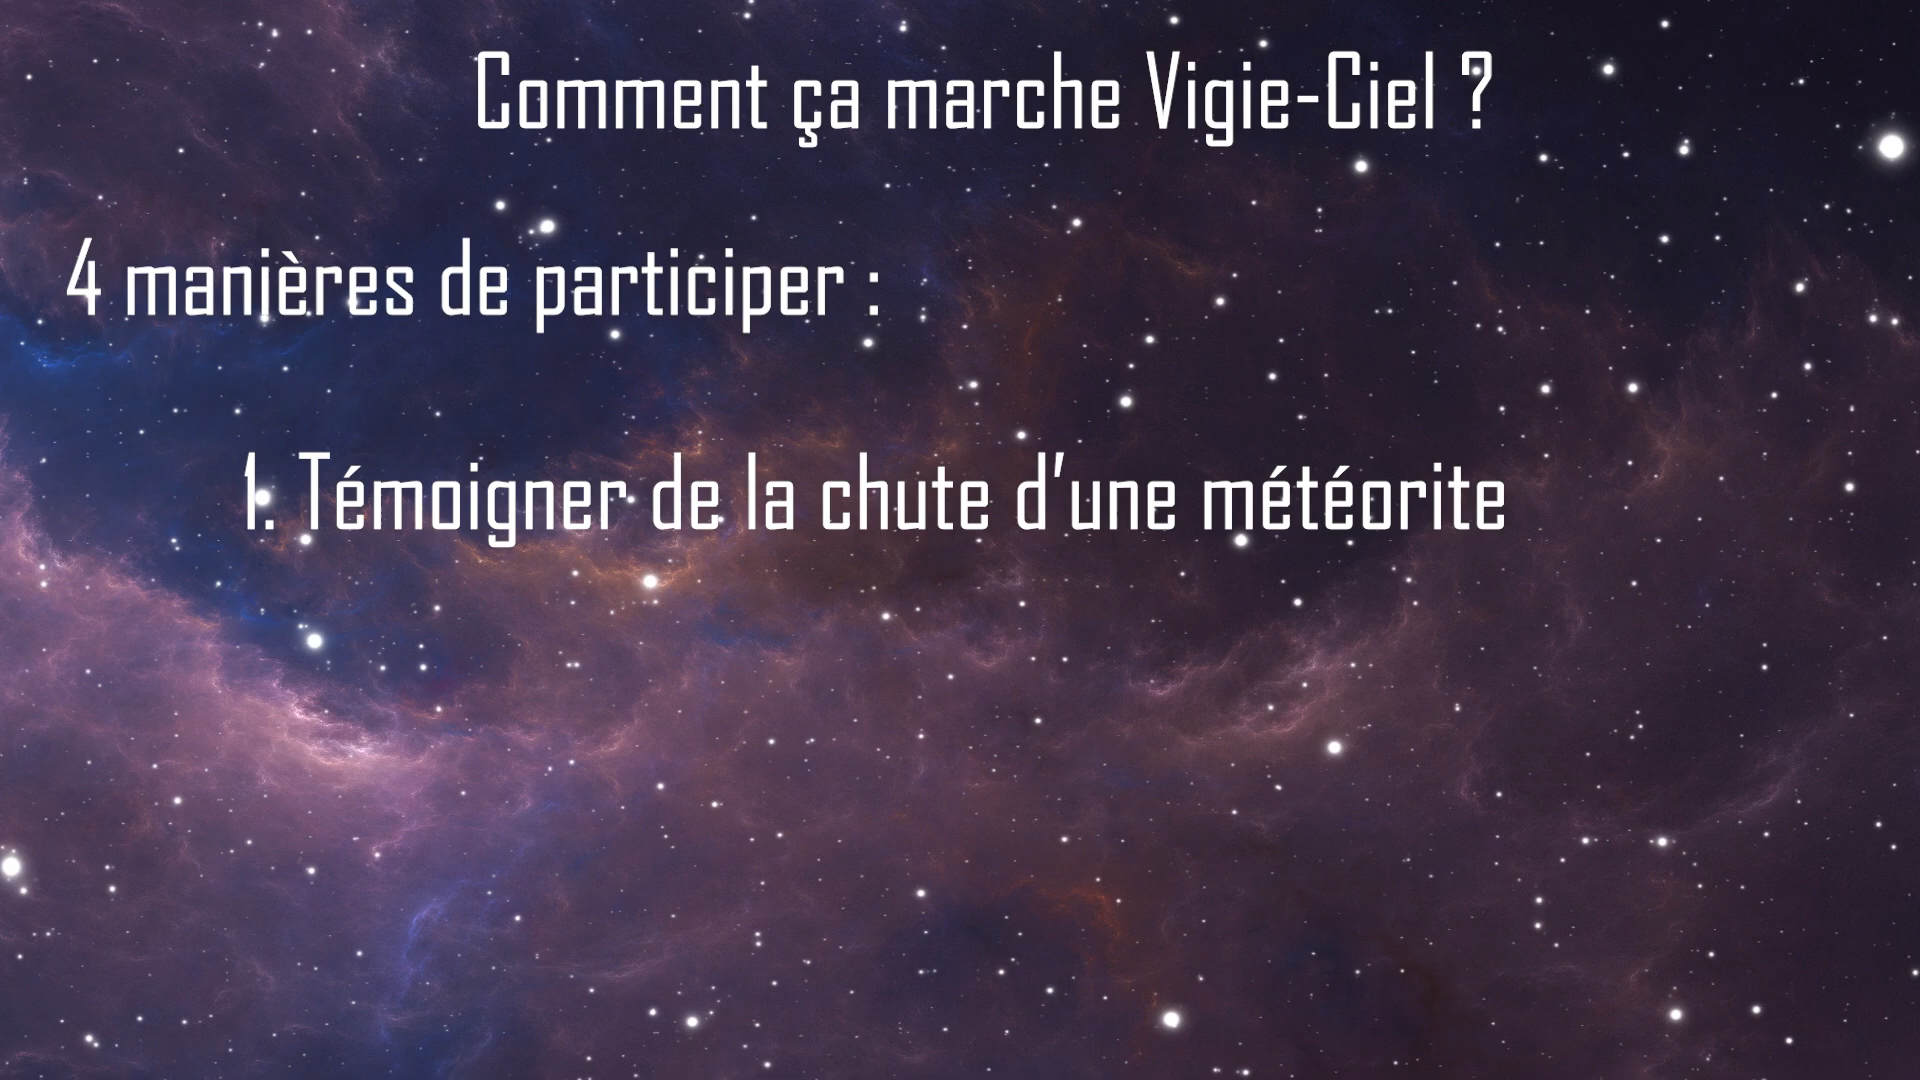 Comment ça marche Vigie-Ciel ?
4 manières de participer :
1. Témoigner de la chute d’une météorite